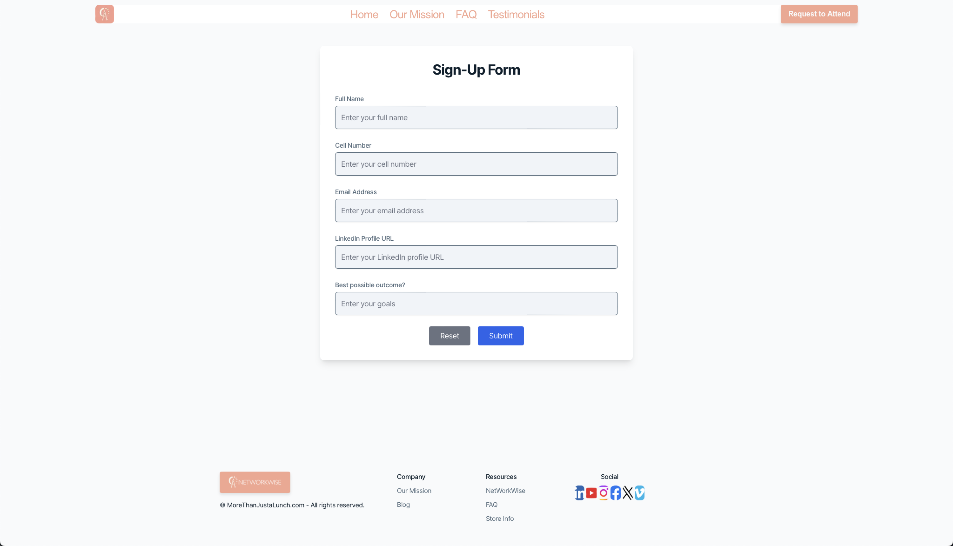 Home Our Mission FAQ Testimonials Request to Attend
Sign-Up Form
Full Name
Enter your full name
Cell Number
Enter your cell number
Email Address
Enter your email address
LinkedIn Profile URL
Enter your LinkedIn profile URL
Best possible outcome?
Enter your goals
Reset Submit
NETWORKWISE
© MoreThanJustaLunch.com - All rights reserved.
Company
Our Mission
Blog
Resources
NetWorkWise
FAQ
Store Info
Social